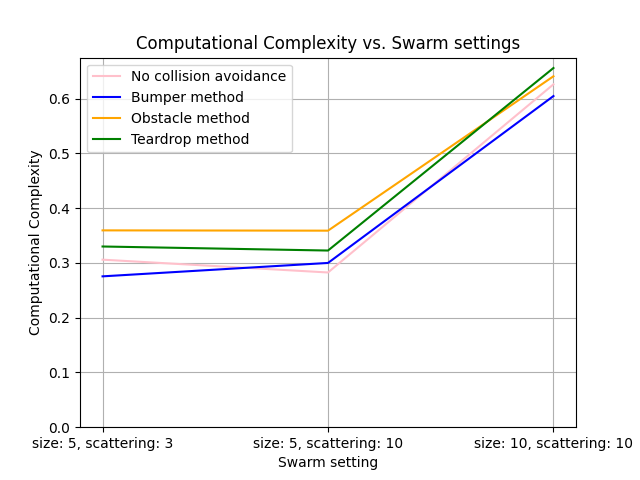 Computational Complexity vs. Swarm settings
No collision avoidance
Bumper method
Obstacle method
Teardrop method
Computational Complexity
0.6
0.5
0.4
0.3
0.2
0.1
0.0
size: 5, scattering: 3
size: 5, scattering: 10
size: 10, scattering: 10
Swarm setting